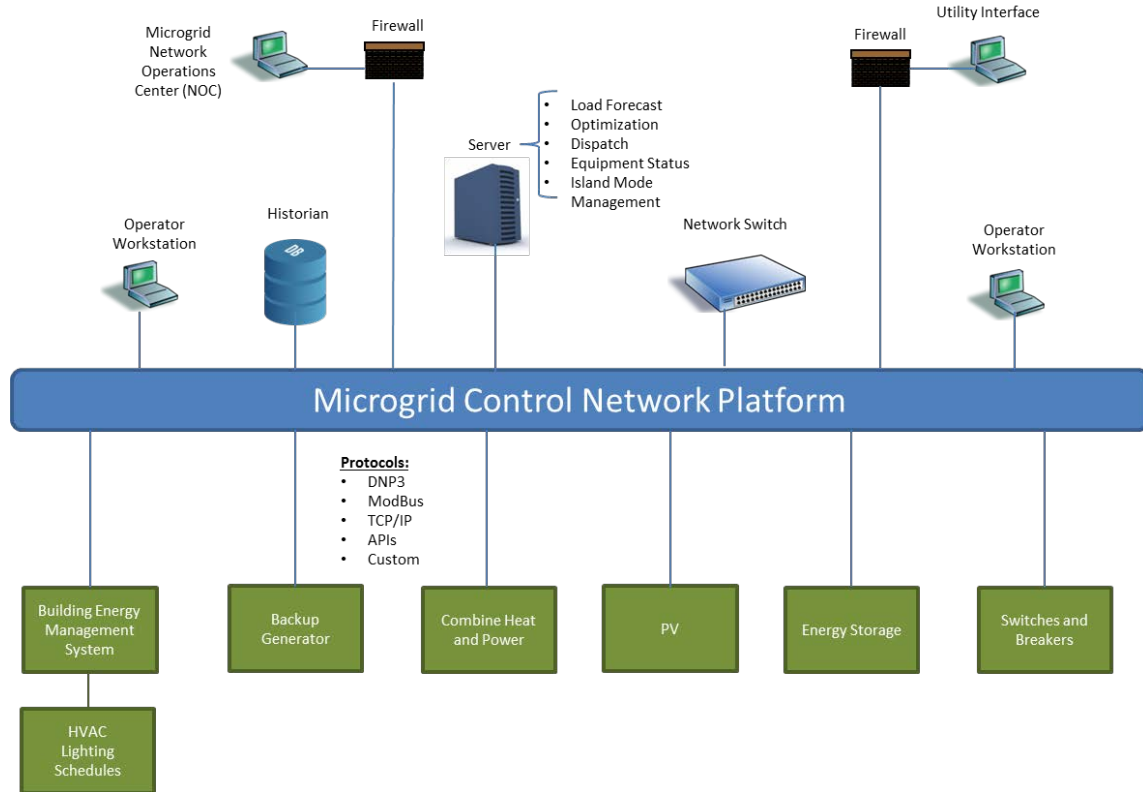 Microgrid
Network
Operations
Center (NOC)
Firewall
Utility Interface
Firewall
Server
• Load Forecast
• Optimization
• Dispatch
• Equipment Status
• Island Mode
Management
Operator
Workstation
Historian
DB
Network Switch
Operator
Workstation
Microgrid Control Network Platform
Protocols:
• DNP3
• ModBus
• TCP/IP
• APIs
• Custom
Building Energy
Management
System
Backup
Generator
Combine Heat
and Power
PV
Energy Storage
Switches and
Breakers
HVAC
Lighting
Schedules